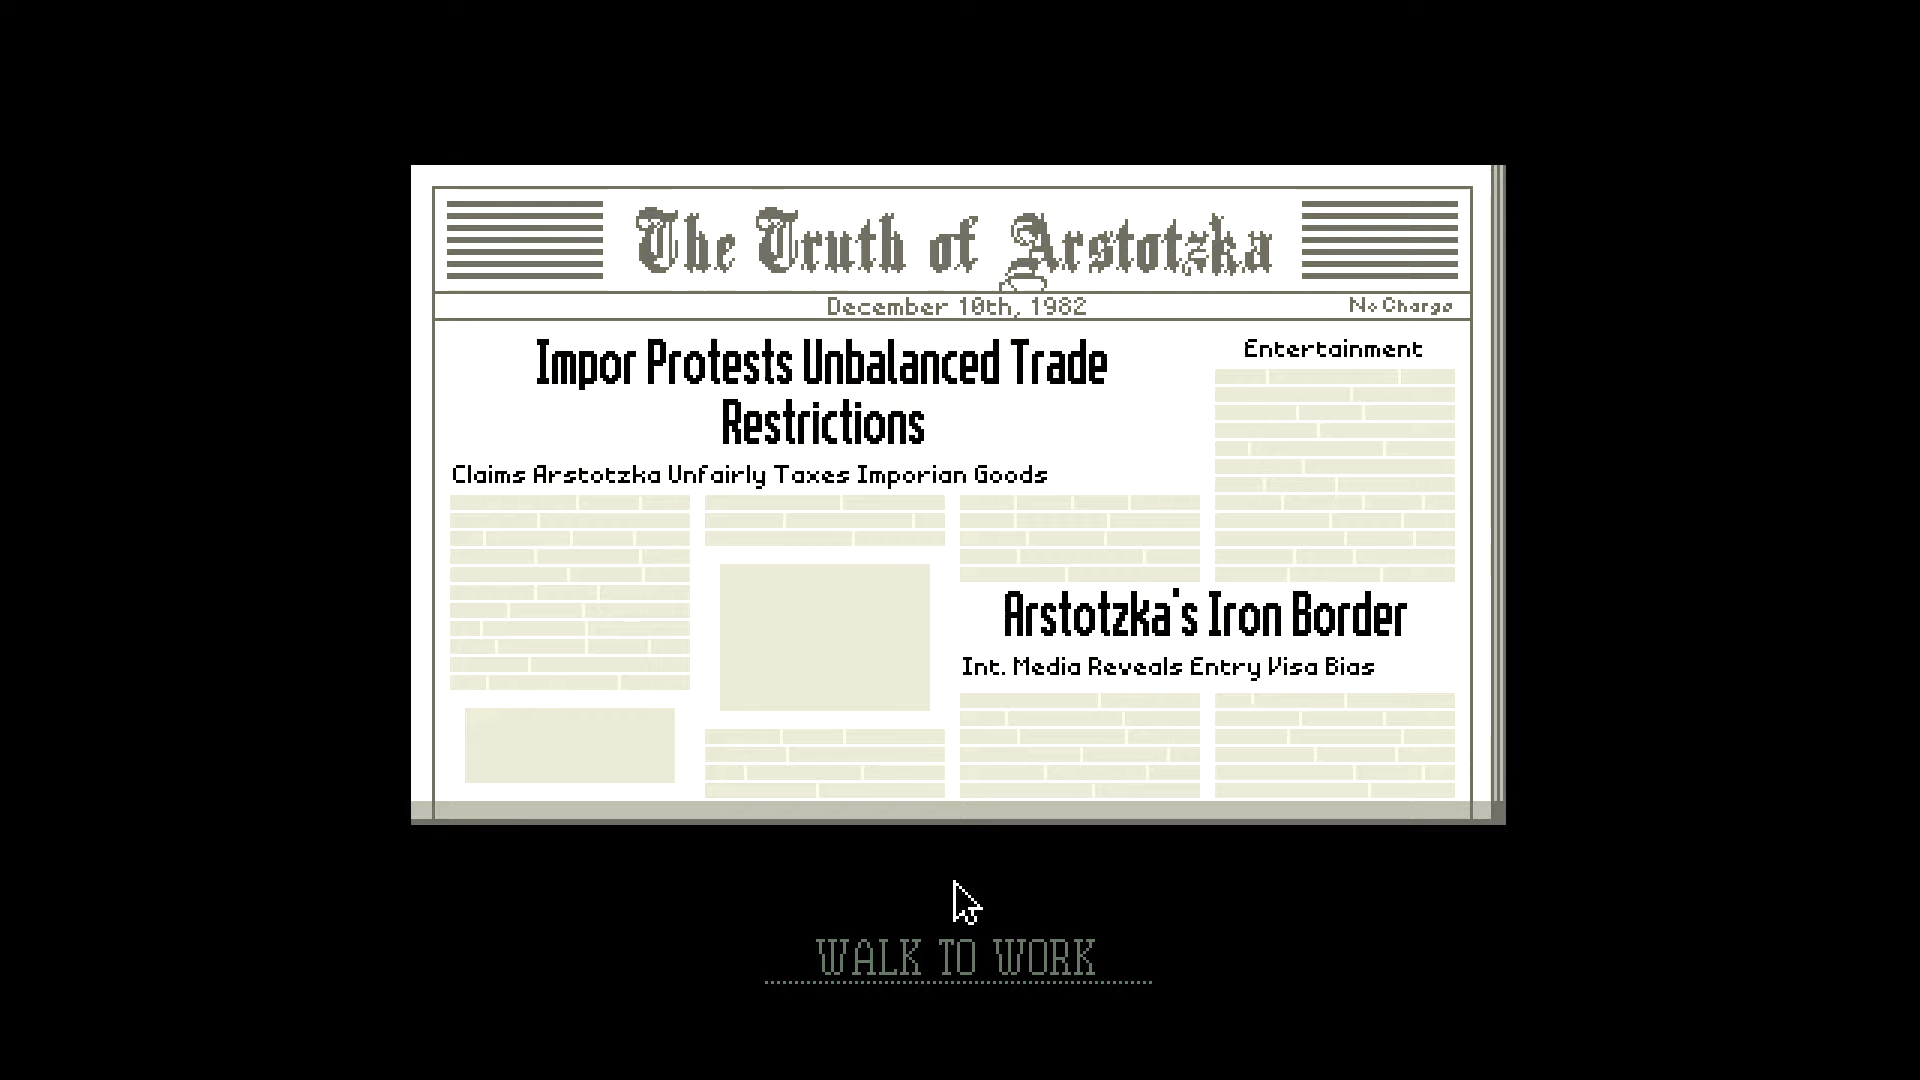 The Truth of Arstotzka
December 10th, 1982
No Charge
Impor Protests Unbalanced Trade
Restrictions
Claims Arstotzka Unfairly Taxes Imporian Goods
Entertainment
Arstotzka's Iron Border
Int. Media Reveals Entry Visa Bias
WALK TO WORK